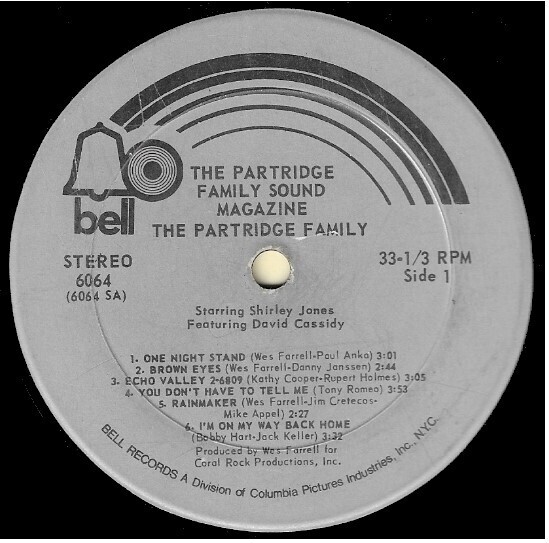 THE PARTRIDGE
FAMILY SOUND
MAGAZINE
THE PARTRIDGE FAMILY
bell
STEREO
6064
(6064 SA)
33-1/3 RPM
Side 1
Starring Shirley Jones
Featuring David Cassidy
1. ONE NIGHT STAND (Wes Farrell-Paul Anko) 3:01
2. BROWN EYES (Wes Farrell-Danny Janssen) 2:44
3. ECHO VALLEY 2-6809 (Kathy Cooper-Rupert Holmes) 3:05
4. YOU DON'T HAVE TO TELL ME (Tony Romeo) 3:53
5. RAINMAKER (Wes Farrell-Jim Cretecos-
Mike Appel) 2:27
6. I'M ON MY WAY BACK HOME
(Bobby Hart-Jack Keller) 3:32
Produced by Wes Farrell for
Coral Rock Productions, Inc.
BELL RECORDS A Division of Columbia Pictures Industries, Inc., N.Y.C.